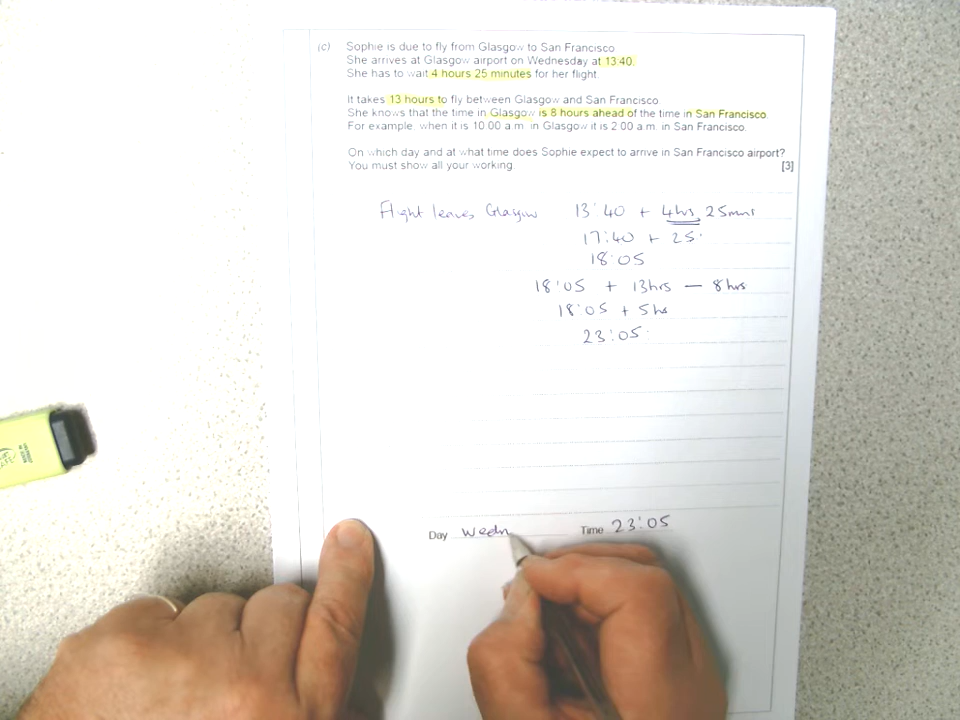 (c) Sophie is due to fly from Glasgow to San Francisco
She arrives at Glasgow airport on Wednesday at 13 40.
She has to wait 4 hours 25 minutes for her flight.
It takes 13 hours to fly between Glasgow and San Francisco.
She knows that the time in Glasgow is 8 hours ahead of the time in San Francisco.
For example, when it is 10 00 a.m. in Glasgow it is 2 00 a.m. in San Francisco.
On which day and at what time does Sophie expect to arrive in San Francisco airport?
You must show all your working. [3]
Flight leaves Glasgow 13:40 + 4hrs 25mns
17:40 + 25
18:05
18:05 + 13hrs – 8hrs
18:05 + 5hs
23:05
Day Wedn Time 23:05